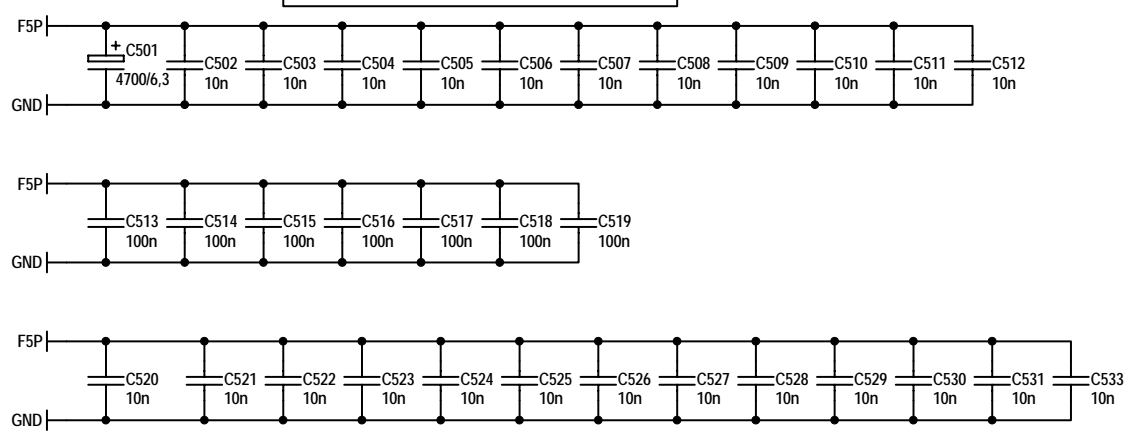 F5P
+
C501 C502 C503 C504 C505 C506 C507 C508 C509 C510 C511 C512
4700/6,3 10n 10n 10n 10n 10n 10n 10n 10n 10n 10n 10n
GND
F5P
C513 C514 C515 C516 C517 C518 C519
100n 100n 100n 100n 100n 100n 100n
GND
F5P
C520 C521 C522 C523 C524 C525 C526 C527 C528 C529 C530 C531 C533
10n 10n 10n 10n 10n 10n 10n 10n 10n 10n 10n 10n 10n
GND